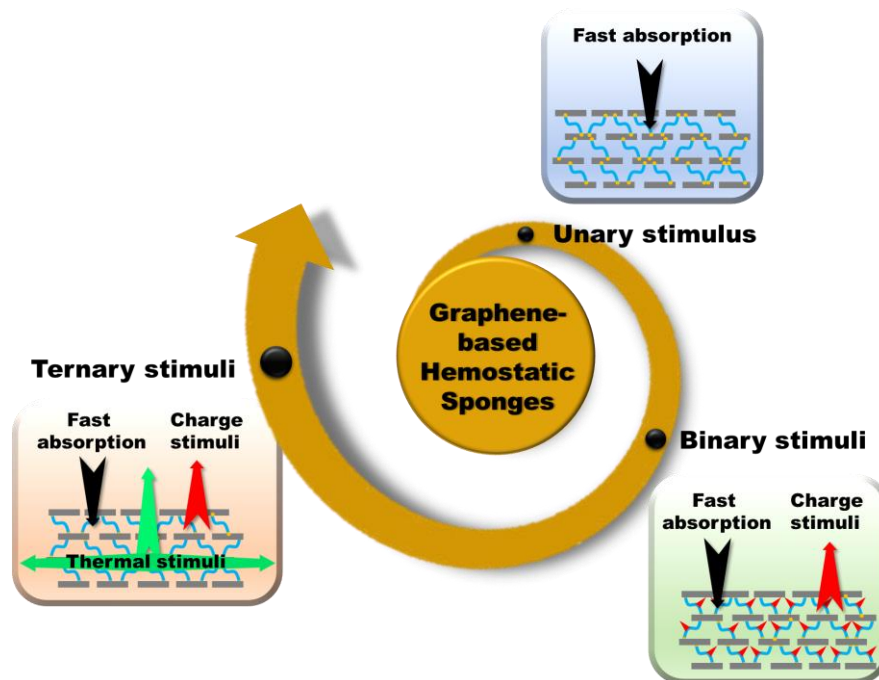 Fast absorption
Unary stimulus
Graphene-
based
Hemostatic
Sponges
Ternary stimuli
Fast
absorption
Charge
stimuli
Thermal stimuli
Binary stimuli
Fast
absorption
Charge
stimuli